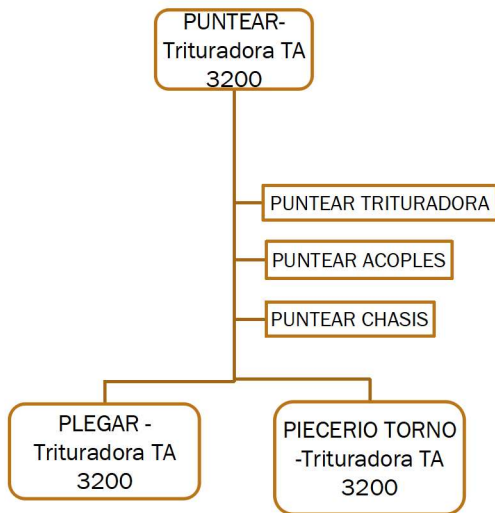 PUNTEAR-
Trituradora TA
3200
PUNTEAR TRITURADORA
PUNTEAR ACOPLES
PUNTEAR CHASIS
PLEGAR -
Trituradora TA
3200
PIECERIO TORNO
-Trituradora TA
3200